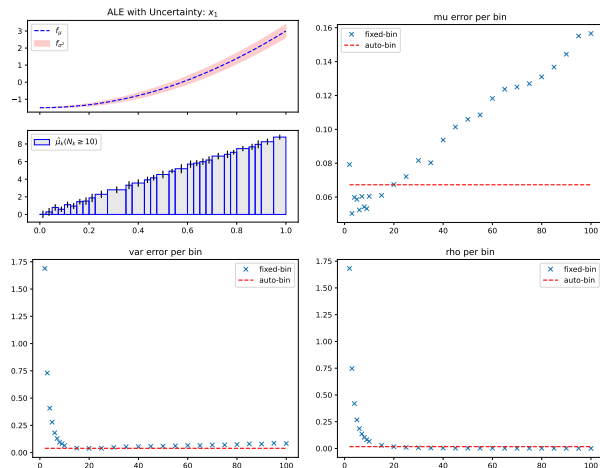 ALE with Uncertainty: x₁
f_μ
f_σ²
3
2
1
0
−1
μ̂_k(N_k ≥ 10)
8
6
4
2
0
0.0 0.2 0.4 0.6 0.8 1.0
mu error per bin
fixed-bin
auto-bin
0.16
0.14
0.12
0.10
0.08
0.06
0 20 40 60 80 100
var error per bin
fixed-bin
auto-bin
1.75
1.50
1.25
1.00
0.75
0.50
0.25
0.00
0 20 40 60 80 100
rho per bin
fixed-bin
auto-bin
1.75
1.50
1.25
1.00
0.75
0.50
0.25
0.00
0 20 40 60 80 100